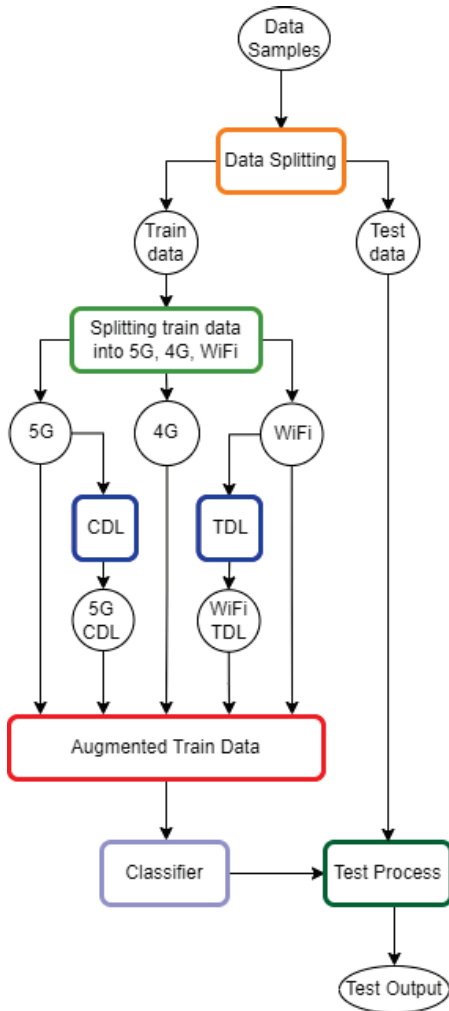 Data
Samples
Data Splitting
Train
data
Test
data
Splitting train data
into 5G, 4G, WiFi
5G
4G
WiFi
CDL
TDL
5G
CDL
WiFi
TDL
Augmented Train Data
Classifier
Test Process
Test Output